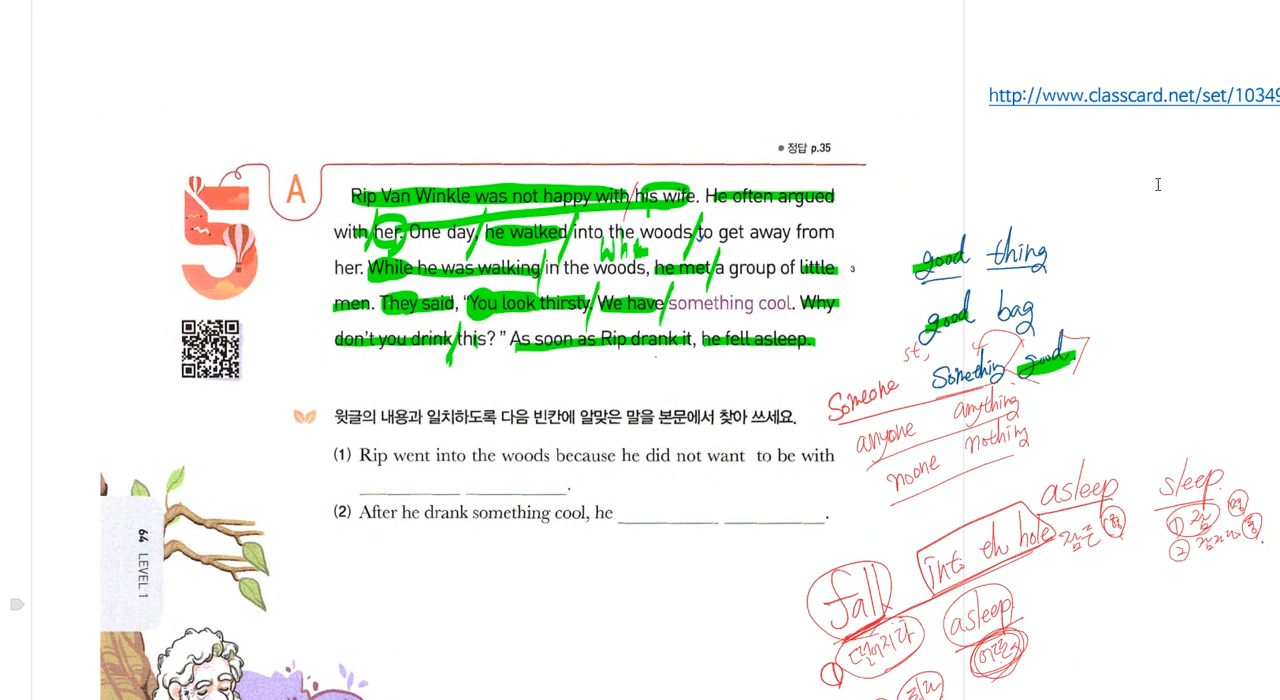 http://www.classcard.net/set/10349
정답 p.35
5
A
Rip Van Winkle was not happy with his wife. He often argued
with her. One day, he walked into the woods to get away from
her. While he was walking in the woods, he met a group of little
3
men. They said, “You look thirsty. We have something cool. Why
don't you drink this?” As soon as Rip drank it, he fell asleep.
윗글의 내용과 일치하도록 다음 빈칸에 알맞은 말을 본문에서 찾아 쓰세요.
(1) Rip went into the woods because he did not want to be with
.
(2) After he drank something cool, he
.
64 LEVEL 1
good thing
good bag
something good
someone
anyone anything
noone nothing
asleep sleep
① 잠 명
②
into eh hole
fall
asleep
떨어지다
①